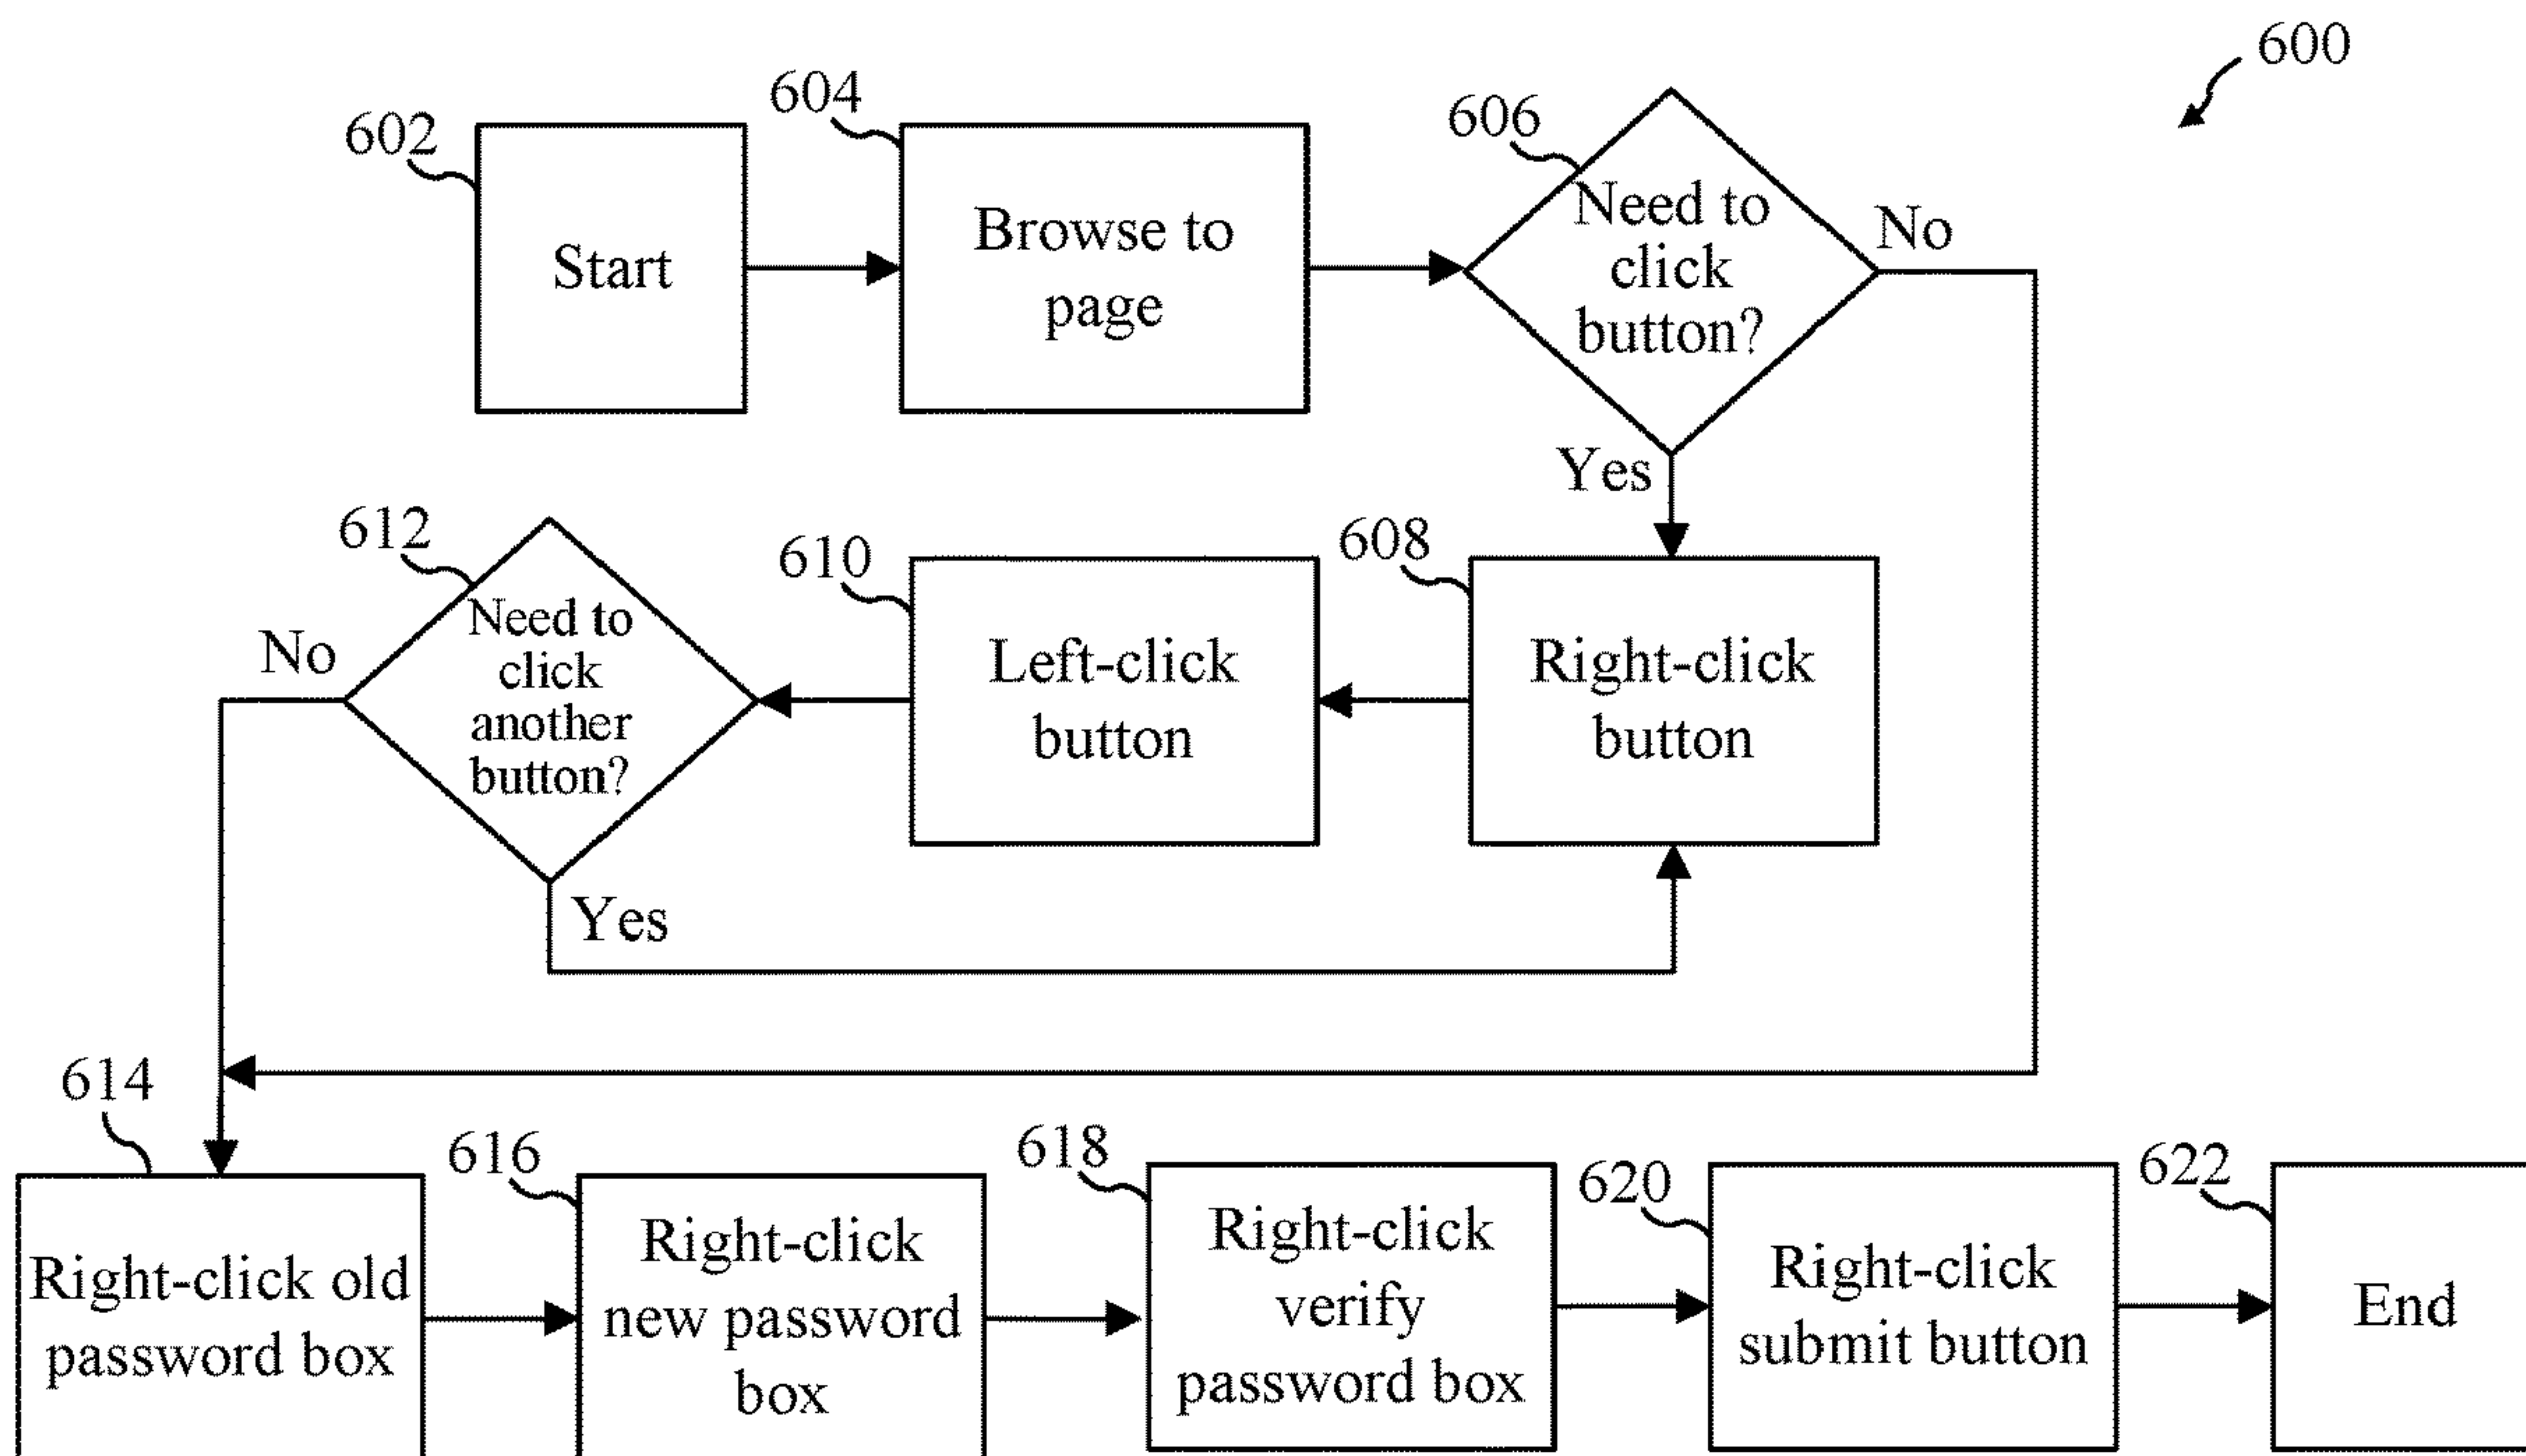 600
602
Start
604
Browse to
page
606
Need to
click
button?
No
Yes
608
Right-click
button
610
Left-click
button
612
Need to
click
another
button?
No
Yes
614
Right-click old
password box
616
Right-click
new password
box
618
Right-click
verify
password box
620
Right-click
submit button
622
End